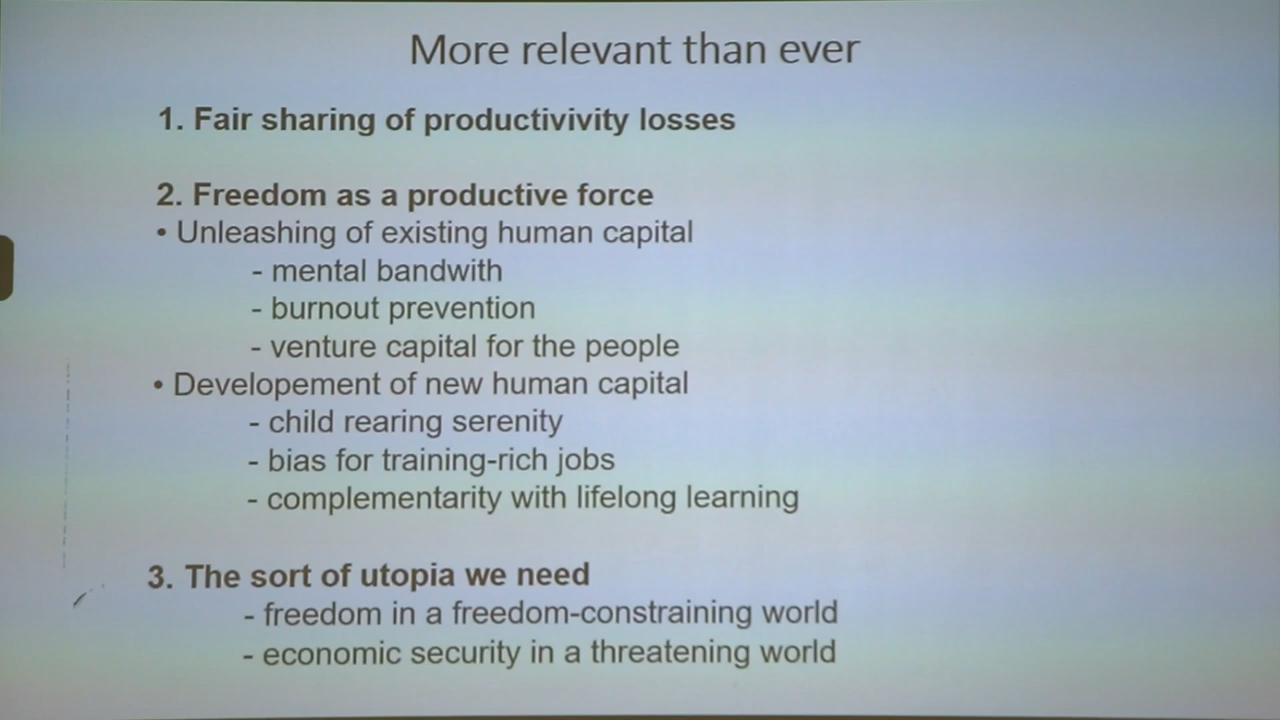 More relevant than ever
1. Fair sharing of productivivity losses
2. Freedom as a productive force
• Unleashing of existing human capital
- mental bandwith
- burnout prevention
- venture capital for the people
• Developement of new human capital
- child rearing serenity
- bias for training-rich jobs
- complementarity with lifelong learning
3. The sort of utopia we need
- freedom in a freedom-constraining world
- economic security in a threatening world